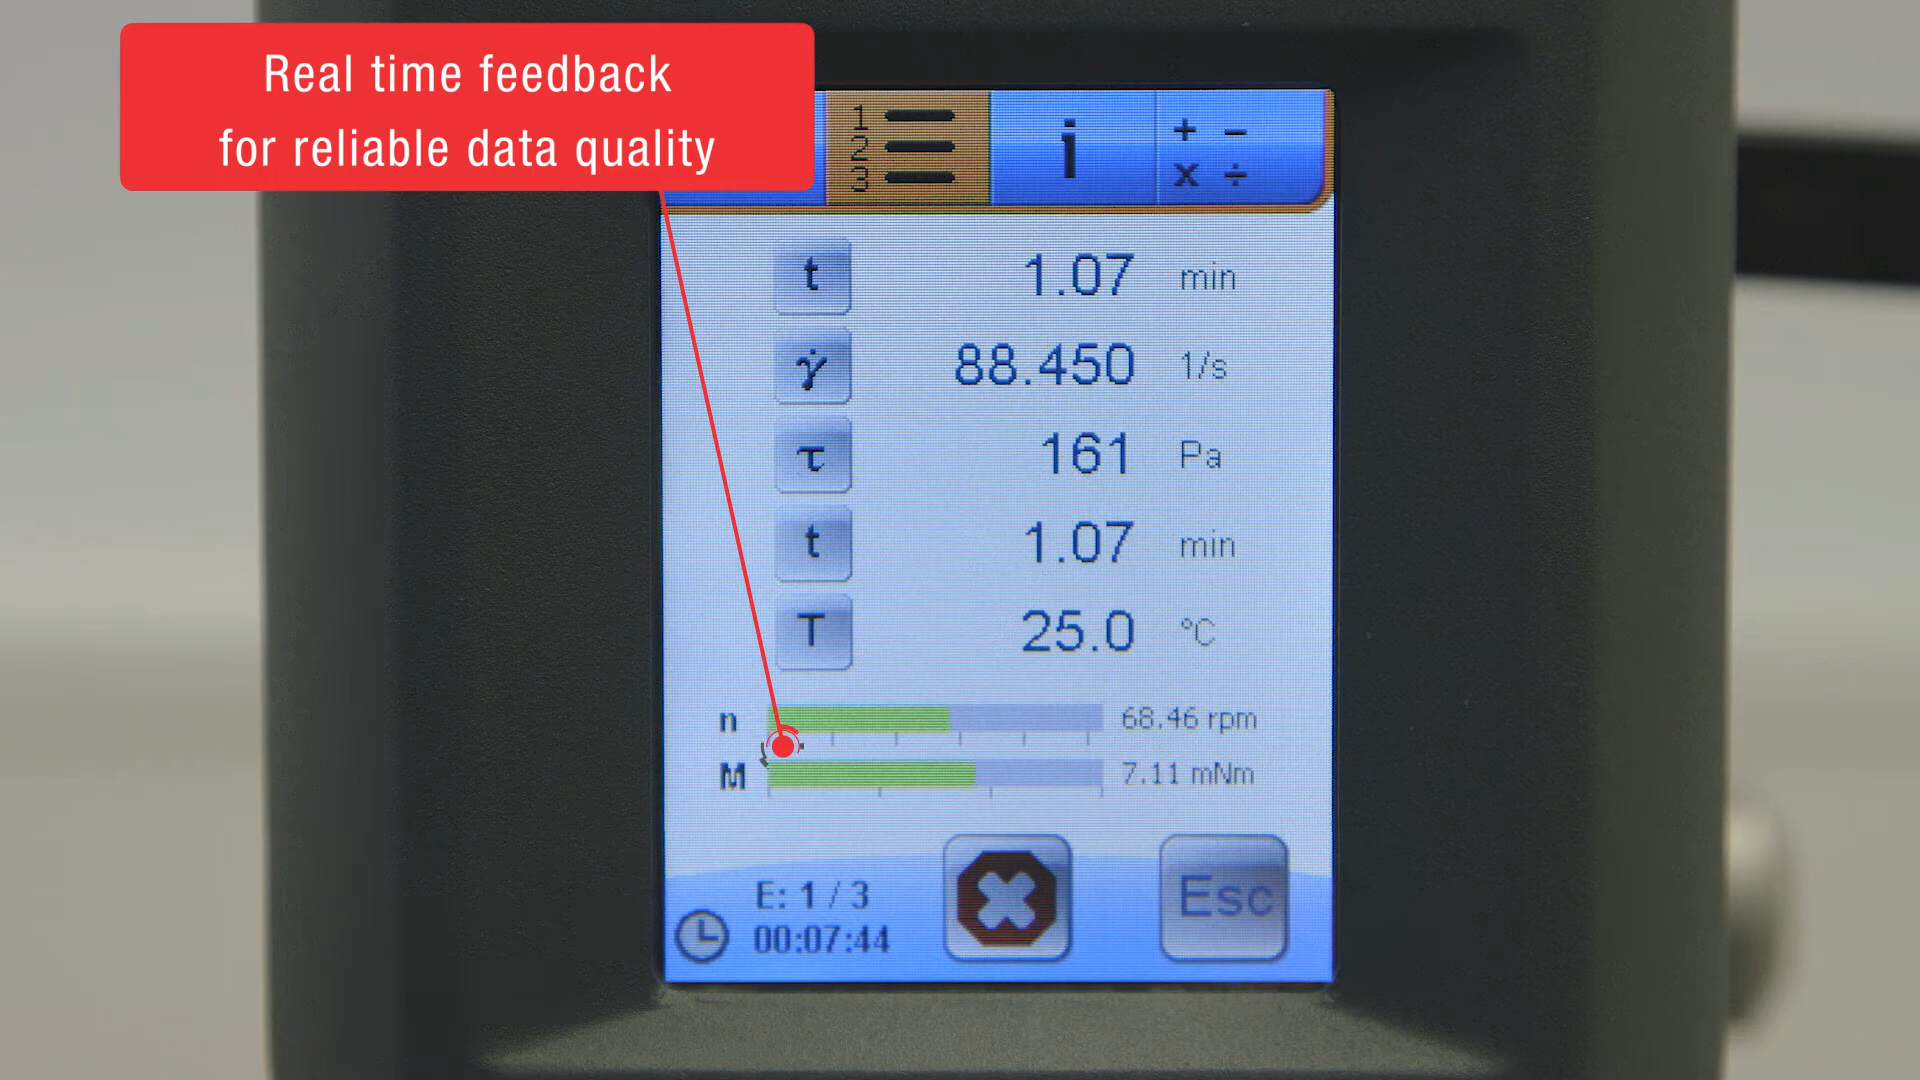 Real time feedback
for reliable data quality
1
2
3
i
+ −
x ÷
t 1.07 min
γ̇ 88.450 1/s
τ 161 Pa
t 1.07 min
T 25.0 °C
n 68.46 rpm
M 7.11 mNm
E: 1 / 3
00:07:44
Esc